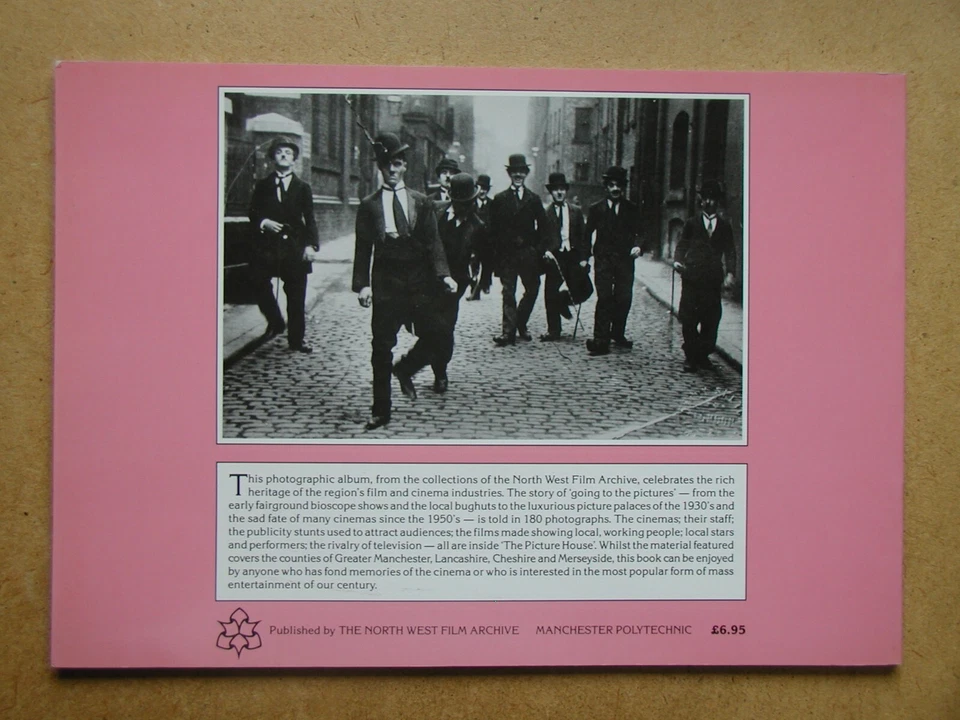 This photographic album, from the collections of the North West Film Archive, celebrates the rich
heritage of the region's film and cinema industries. The story of 'going to the pictures' — from the
early fairground bioscope shows and the local bughuts to the luxurious picture palaces of the 1930's and
the sad fate of many cinemas since the 1950's — is told in 180 photographs. The cinemas; their staff;
the publicity stunts used to attract audiences; the films made showing local, working people; local stars
and performers; the rivalry of television — all are inside 'The Picture House'. Whilst the material featured
covers the counties of Greater Manchester, Lancashire, Cheshire and Merseyside, this book can be enjoyed
by anyone who has fond memories of the cinema or who is interested in the most popular form of mass
entertainment of our century.
Published by THE NORTH WEST FILM ARCHIVE MANCHESTER POLYTECHNIC £6.95